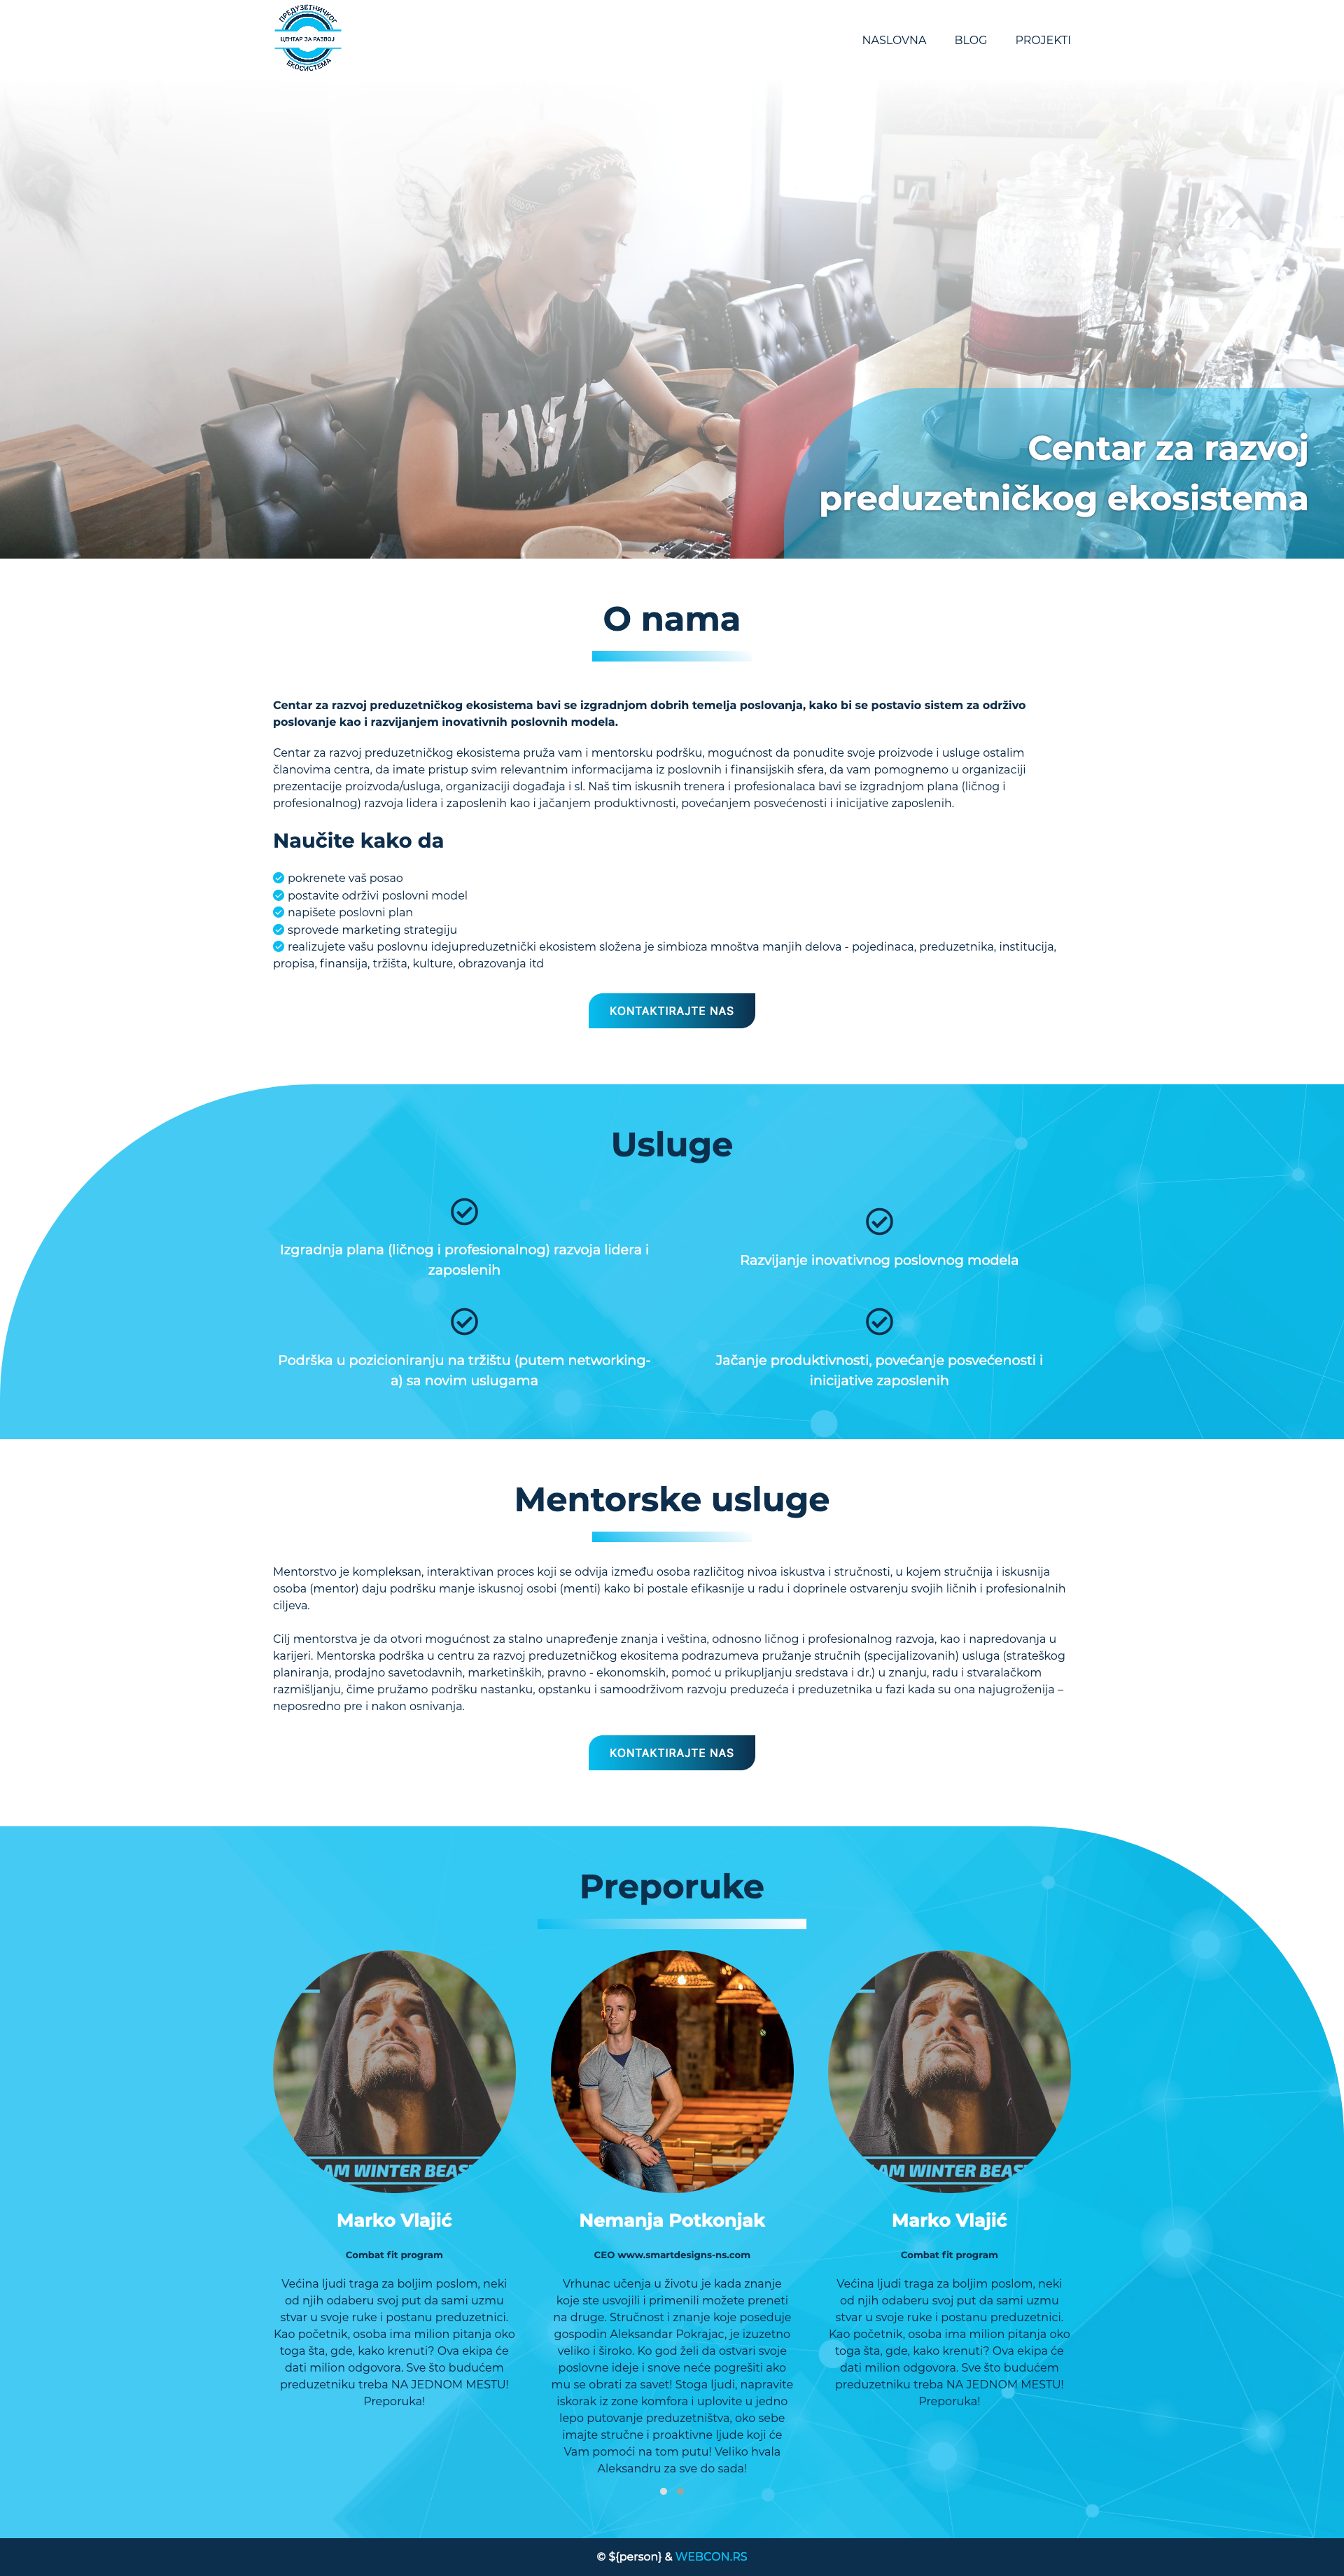 ПРЕДУЗЕТНИЧКОГ
ЦЕНТАР ЗА РАЗВОЈ
ЕКОСИСТЕМА
NASLOVNA BLOG PROJEKTI
KISS
Centar za razvoj
preduzetničkog ekosistema
O nama
Centar za razvoj preduzetničkog ekosistema bavi se izgradnjom dobrih temelja poslovanja, kako bi se postavio sistem za održivo
poslovanje kao i razvijanjem inovativnih poslovnih modela.
Centar za razvoj preduzetničkog ekosistema pruža vam i mentorsku podršku, mogućnost da ponudite svoje proizvode i usluge ostalim
članovima centra, da imate pristup svim relevantnim informacijama iz poslovnih i finansijskih sfera, da vam pomognemo u organizaciji
prezentacije proizvoda/usluga, organizaciji događaja i sl. Naš tim iskusnih trenera i profesionalaca bavi se izgradnjom plana (ličnog i
profesionalnog) razvoja lidera i zaposlenih kao i jačanjem produktivnosti, povećanjem posvećenosti i inicijative zaposlenih.
Naučite kako da
pokrenete vaš posao
postavite održivi poslovni model
napišete poslovni plan
sprovede marketing strategiju
realizujete vašu poslovnu idejupreduzetnički ekosistem složena je simbioza mnoštva manjih delova - pojedinaca, preduzetnika, institucija,
propisa, finansija, tržišta, kulture, obrazovanja itd
KONTAKTIRAJTE NAS
Usluge
Izgradnja plana (ličnog i profesionalnog) razvoja lidera i
zaposlenih
Razvijanje inovativnog poslovnog modela
Podrška u pozicioniranju na tržištu (putem networking-
a) sa novim uslugama
Jačanje produktivnosti, povećanje posvećenosti i
inicijative zaposlenih
Mentorske usluge
Mentorstvo je kompleksan, interaktivan proces koji se odvija između osoba različitog nivoa iskustva i stručnosti, u kojem stručnija i iskusnija
osoba (mentor) daju podršku manje iskusnoj osobi (menti) kako bi postale efikasnije u radu i doprinele ostvarenju svojih ličnih i profesionalnih
ciljeva.
Cilj mentorstva je da otvori mogućnost za stalno unapređenje znanja i veština, odnosno ličnog i profesionalnog razvoja, kao i napredovanja u
karijeri. Mentorska podrška u centru za razvoj preduzetničkog ekositema podrazumeva pružanje stručnih (specijalizovanih) usluga (strateškog
planiranja, prodajno savetodavnih, marketinških, pravno - ekonomskih, pomoć u prikupljanju sredstava i dr.) u znanju, radu i stvaralačkom
razmišljanju, čime pružamo podršku nastanku, opstanku i samoodrživom razvoju preduzeća i preduzetnika u fazi kada su ona najugroženija –
neposredno pre i nakon osnivanja.
KONTAKTIRAJTE NAS
Preporuke
AM WINTER BEAS
Marko Vlajić
Combat fit program
Većina ljudi traga za boljim poslom, neki
od njih odaberu svoj put da sami uzmu
stvar u svoje ruke i postanu preduzetnici.
Kao početnik, osoba ima milion pitanja oko
toga šta, gde, kako krenuti? Ova ekipa će
dati milion odgovora. Sve što budućem
preduzetniku treba NA JEDNOM MESTU!
Preporuka!
Nemanja Potkonjak
CEO www.smartdesigns-ns.com
Vrhunac učenja u životu je kada znanje
koje ste usvojili i primenili možete preneti
na druge. Stručnost i znanje koje poseduje
gospodin Aleksandar Pokrajac, je izuzetno
veliko i široko. Ko god želi da ostvari svoje
poslovne ideje i snove neće pogrešiti ako
mu se obrati za savet! Stoga ljudi, napravite
iskorak iz zone komfora i uplovite u jedno
lepo putovanje preduzetništva, oko sebe
imajte stručne i proaktivne ljude koji će
Vam pomoći na tom putu! Veliko hvala
Aleksandru za sve do sada!
AM WINTER BEAS
Marko Vlajić
Combat fit program
Većina ljudi traga za boljim poslom, neki
od njih odaberu svoj put da sami uzmu
stvar u svoje ruke i postanu preduzetnici.
Kao početnik, osoba ima milion pitanja oko
toga šta, gde, kako krenuti? Ova ekipa će
dati milion odgovora. Sve što budućem
preduzetniku treba NA JEDNOM MESTU!
Preporuka!
© ${person} & WEBCON.RS